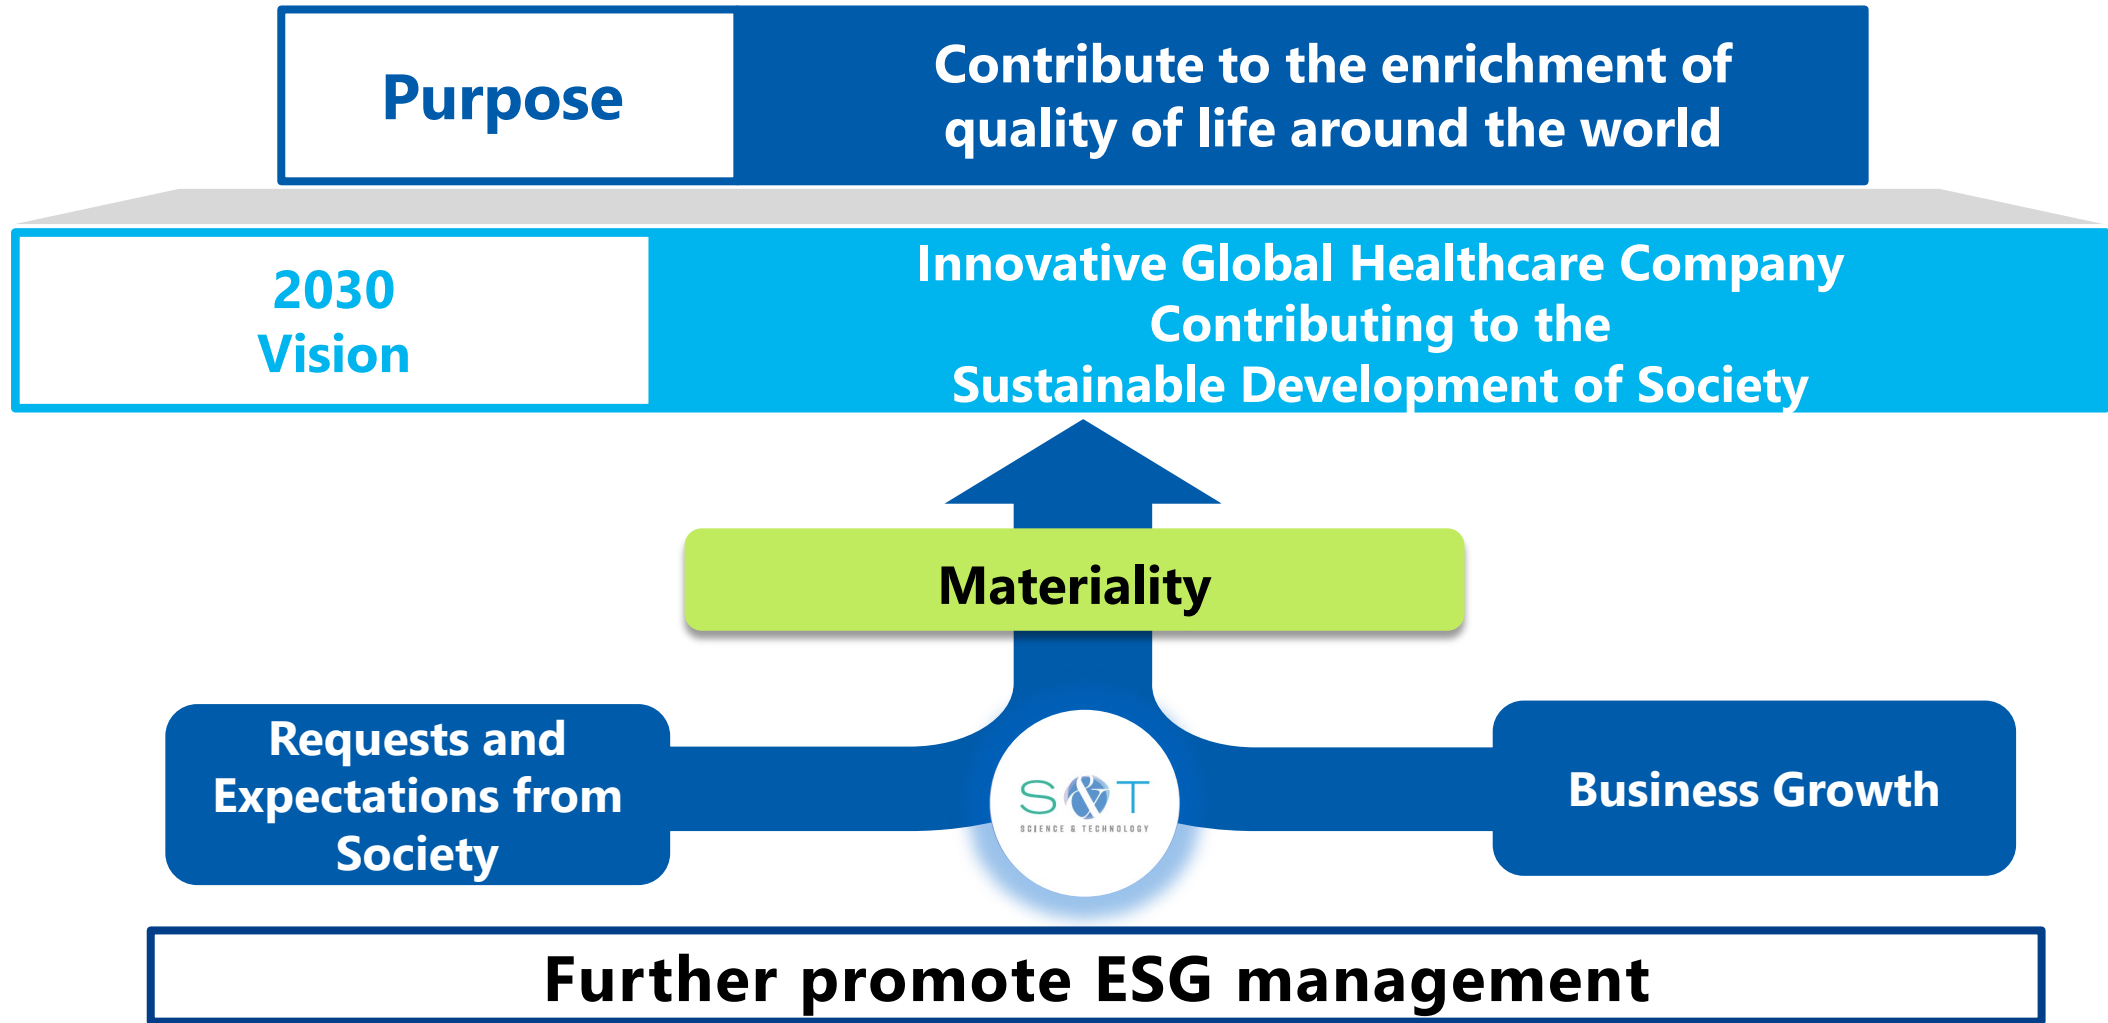 Purpose
Contribute to the enrichment of
quality of life around the world
2030
Vision
Innovative Global Healthcare Company
Contributing to the
Sustainable Development of Society
Materiality
Requests and
Expectations from
Society
S&T
SCIENCE & TECHNOLOGY
Business Growth
Further promote ESG management